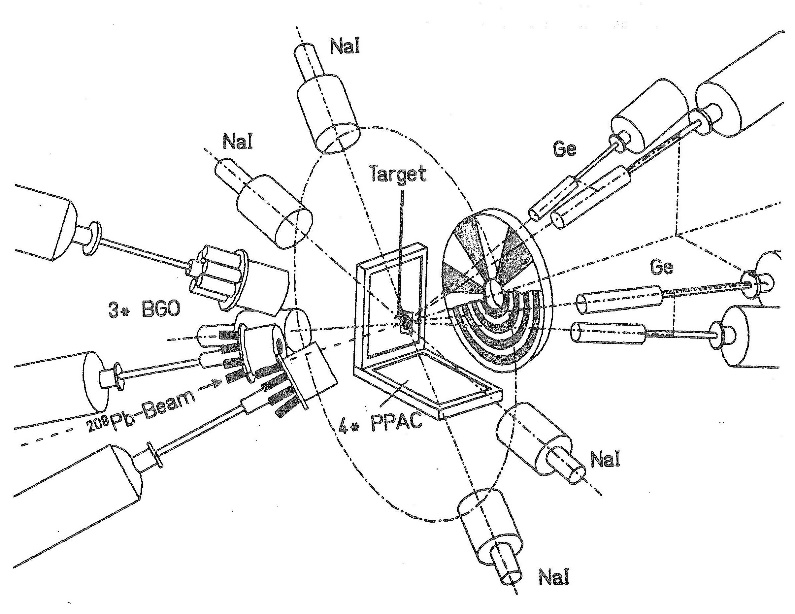 NaI
NaI
Target
Ge
Ge
3* BGO
²⁰⁸Pb-Beam
4* PPAC
NaI
NaI